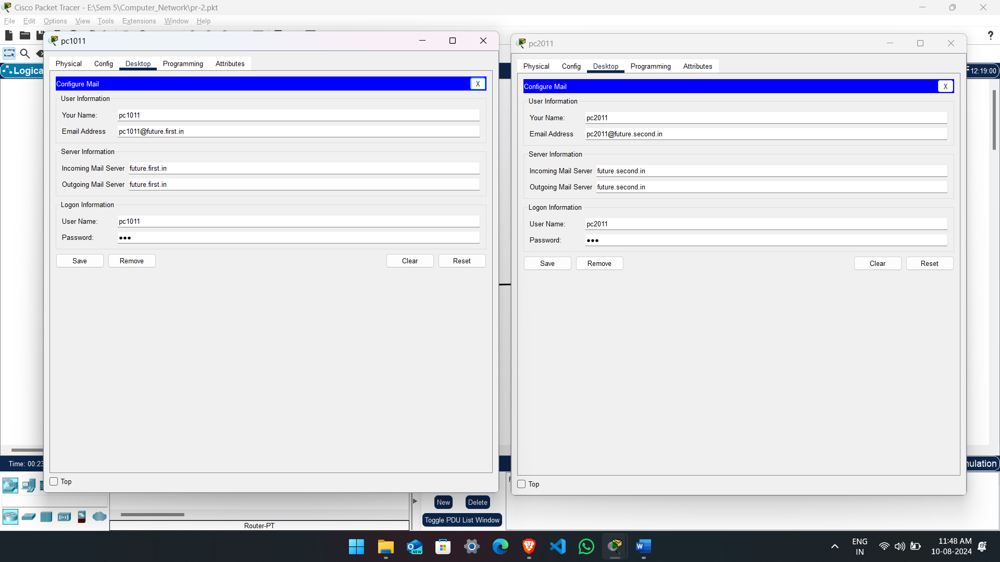 Cisco Packet Tracer - E:\Sem 5\Computer_Network\pr-2.pkt
File Edit Options View Tools Extensions Window Help
pc1011
Physical Config Desktop Programming Attributes
Configure Mail X
User Information
Your Name: pc1011
Email Address pc1011@future.first.in
Server Information
Incoming Mail Server future.first.in
Outgoing Mail Server future.first.in
Logon Information
User Name: pc1011
Password: ●●●
Save Remove Clear Reset
Top
pc2011
Physical Config Desktop Programming Attributes
Configure Mail X
User Information
Your Name: pc2011
Email Address pc2011@future.second.in
Server Information
Incoming Mail Server future.second.in
Outgoing Mail Server future.second.in
Logon Information
User Name: pc2011
Password: ●●●
Save Remove Clear Reset
Top
Logica
12:19:00
Time: 00:23
nulation
New Delete
Toggle PDU List Window
Router-PT
NEW
ENG
IN
11:48 AM
10-08-2024